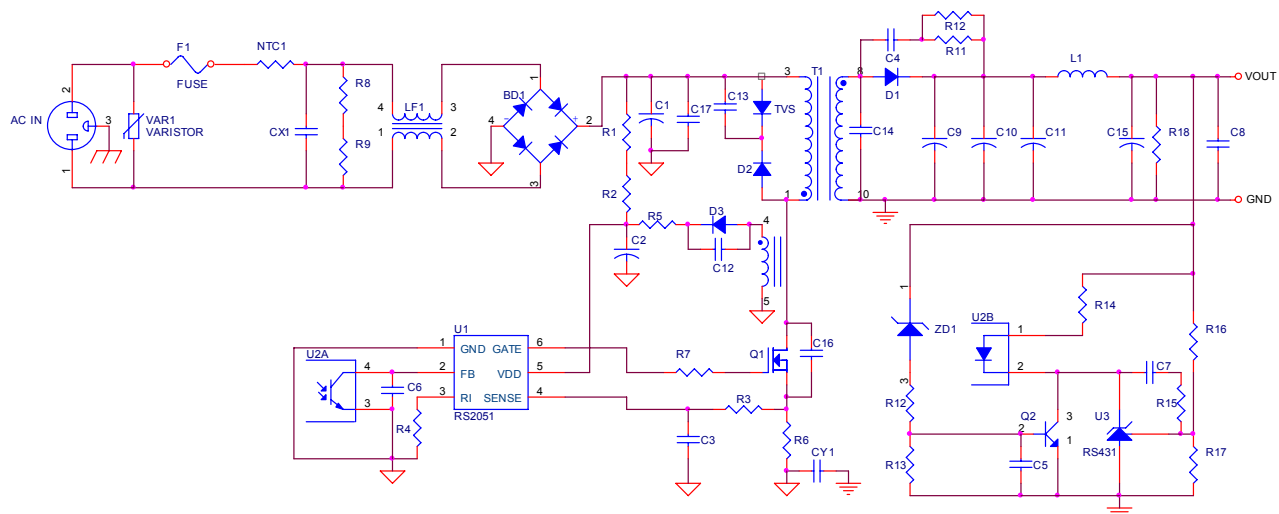 F1
FUSE
NTC1
2
AC IN
3
1
VAR1
VARISTOR
CX1
R8
R9
4
3
LF1
1
2
1
BD1
4
-
+
2
3
R1
R2
C1
C17
C13
TVS
D2
3
T1
8
1
10
C14
C4
R12
R11
D1
C9
C10
C11
L1
C15
R18
C8
VOUT
GND
R5
D3
C12
C2
4
5
U1
1
GND
GATE
6
2
FB
VDD
5
3
RI
SENSE
4
RS2051
U2A
4
3
C6
R4
R7
Q1
C16
R3
C3
R6
CY1
1
ZD1
3
R12
R13
U2B
1
2
R14
R16
C7
R15
Q2
2
3
1
C5
U3
RS431
R17